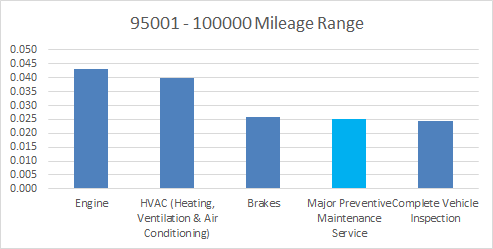 95001 - 100000 Mileage Range
0.050
0.045
0.040
0.035
0.030
0.025
0.020
0.015
0.010
0.005
0.000
Engine
HVAC (Heating,
Ventilation & Air
Conditioning)
Brakes
Major Preventive
Maintenance
Service
Complete Vehicle
Inspection